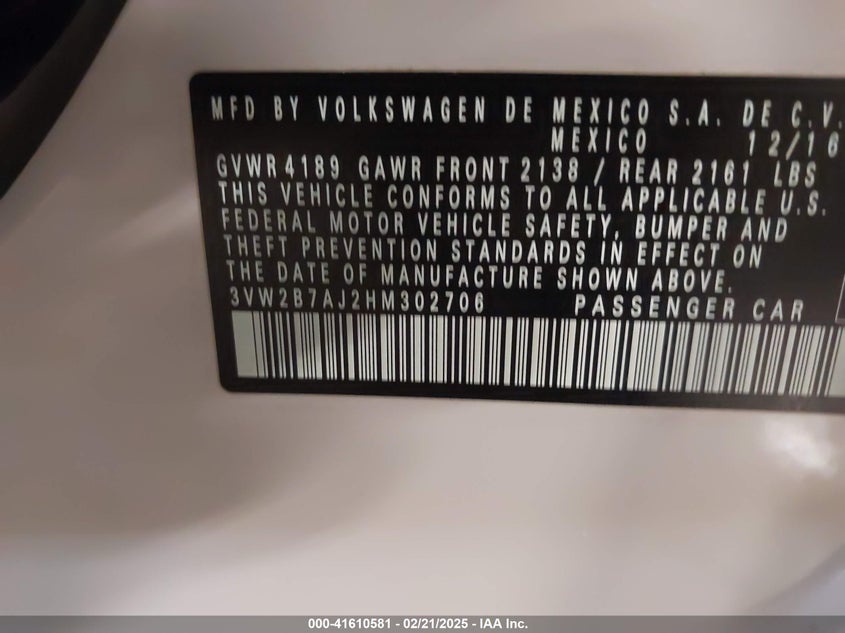 MFD BY VOLKSWAGEN DE MEXICO S.A. DE C.V.
MEXICO 12/16
GVWR 4189 GAWR FRONT 2138 / REAR 2161 LBS
THIS VEHICLE CONFORMS TO ALL APPLICABLE U.S.
FEDERAL MOTOR VEHICLE SAFETY, BUMPER AND
THEFT PREVENTION STANDARDS IN EFFECT ON
THE DATE OF MANUFACTURE SHOWN ABOVE.
3VW2B7AJ2HM302706 PASSENGER CAR
000-41610581 - 02/21/2025 - IAA Inc.